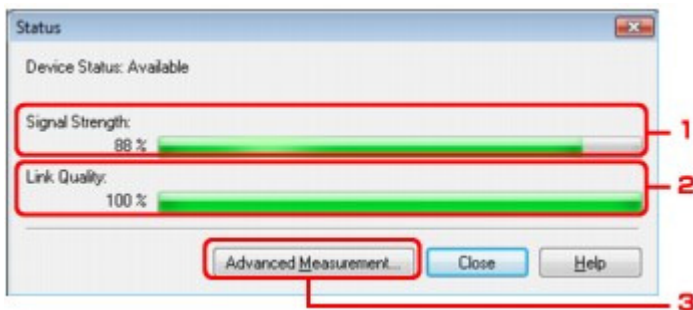 Status
Device Status: Available
Signal Strength:
88 %
1
Link Quality:
100 %
2
Advanced Measurement... Close Help
3